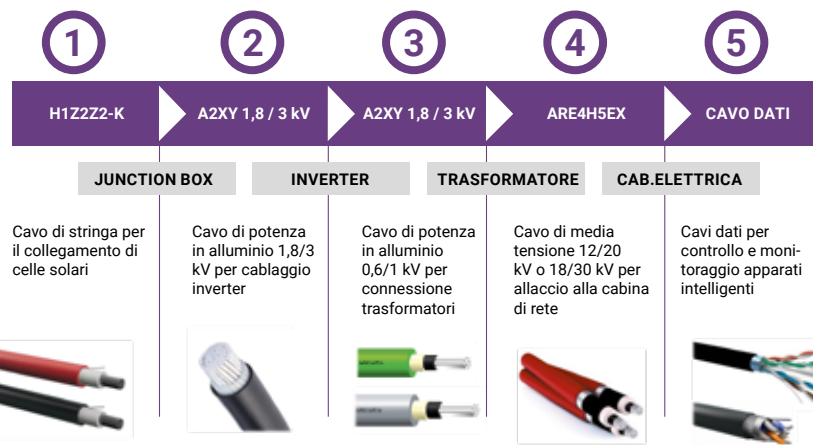 1
2
3
4
5
H1Z2Z2-K
A2XY 1,8 / 3 kV
A2XY 1,8 / 3 kV
ARE4H5EX
CAVO DATI
JUNCTION BOX
INVERTER
TRASFORMATORE
CAB.ELETTRICA
Cavo di stringa per
il collegamento di
celle solari
Cavo di potenza
in alluminio 1,8/3
kV per cablaggio
inverter
Cavo di potenza
in alluminio
0,6/1 kV per
connessione
trasformatori
Cavo di media
tensione 12/20
kV o 18/30 kV per
allaccio alla cabina
di rete
Cavi dati per
controllo e moni-
toraggio apparati
intelligenti